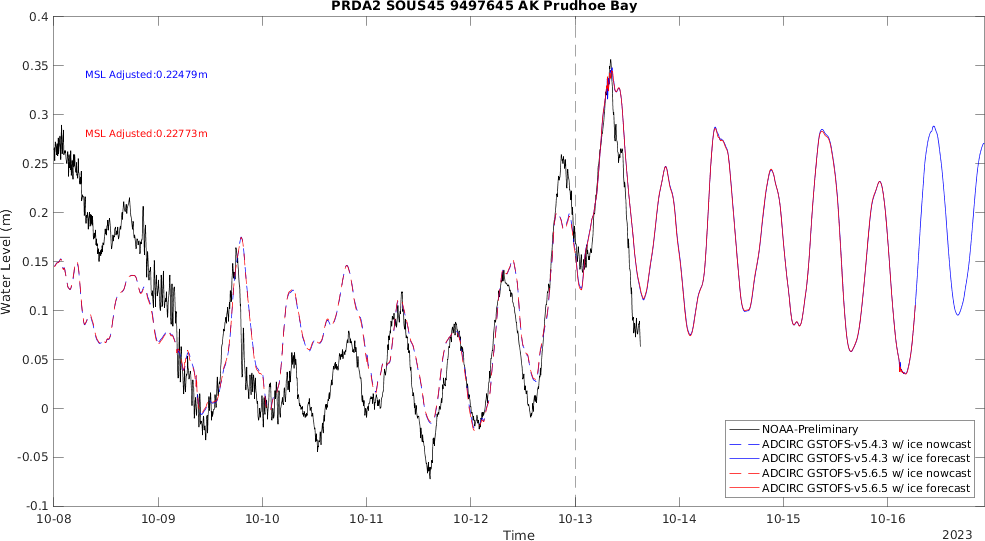 PRDA2 SOUS45 9497645 AK Prudhoe Bay
0.4
0.35
0.3
0.25
0.2
0.15
0.1
0.05
0
-0.05
-0.1
Water Level (m)
MSL Adjusted:0.22479m
MSL Adjusted:0.22773m
NOAA-Preliminary
ADCIRC GSTOFS-v5.4.3 w/ ice nowcast
ADCIRC GSTOFS-v5.4.3 w/ ice forecast
ADCIRC GSTOFS-v5.6.5 w/ ice nowcast
ADCIRC GSTOFS-v5.6.5 w/ ice forecast
10-08 10-09 10-10 10-11 10-12 10-13 10-14 10-15 10-16
Time
2023